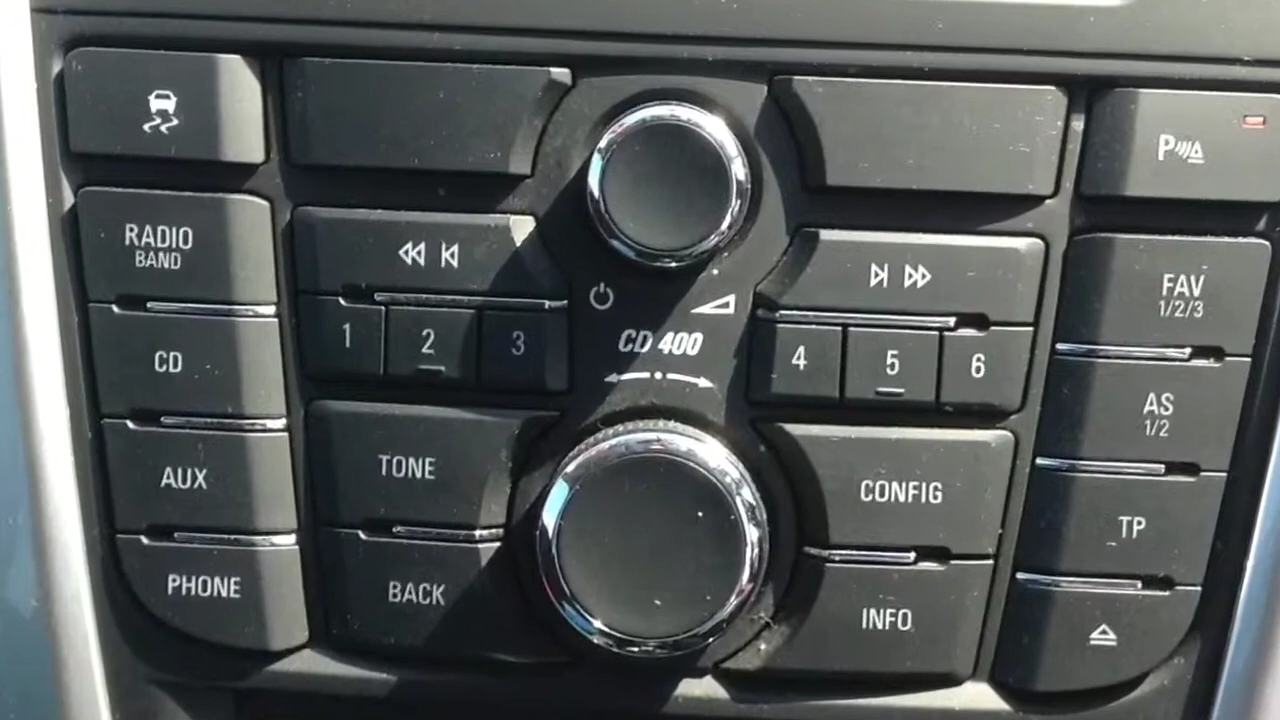 P
RADIO
BAND
FAV
1/2/3
1
2
3
CD 400
4
5
6
CD
AS
1/2
AUX
TONE
CONFIG
TP
PHONE
BACK
INFO